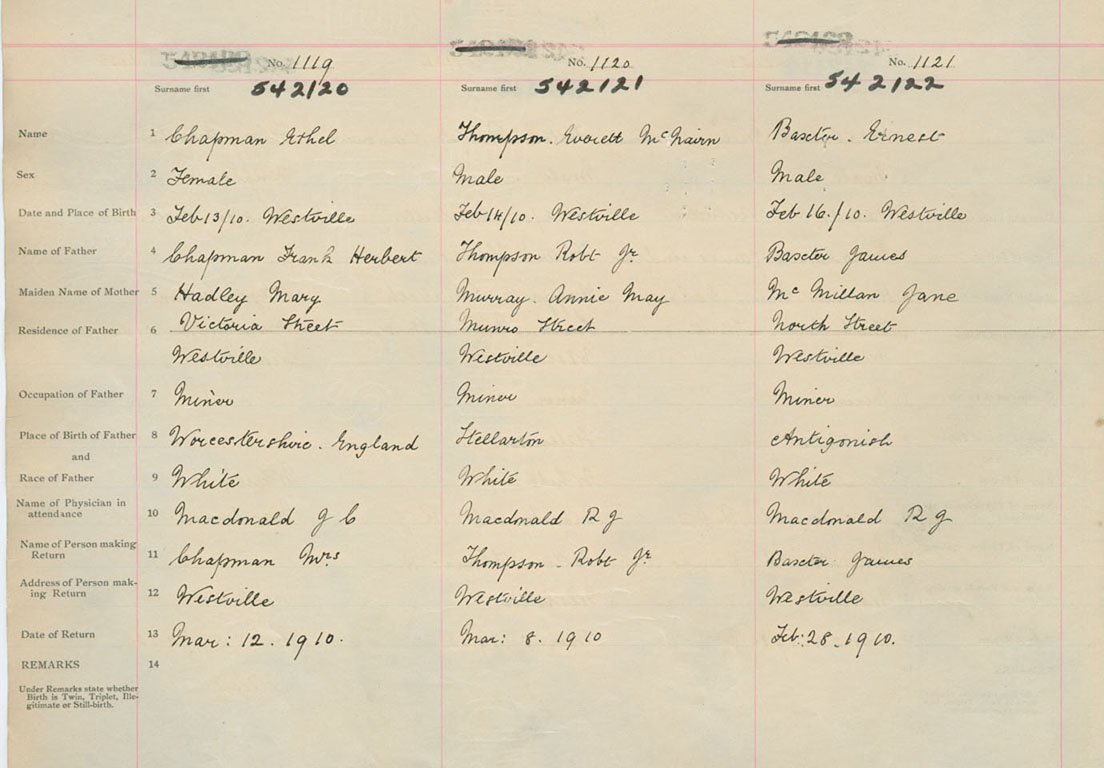 No. 1119 No. 1120 No. 1121
Surname first 542120 Surname first 542121 Surname first 542122
Name 1 Chapman Ethel Thompson. Everett McNairn Baxter. Ernest
Sex 2 Female Male Male
Date and Place of Birth 3 Feb 13/10. Westville Feb 14/10. Westville Feb 16./10. Westville
Name of Father 4 Chapman Frank Herbert Thompson Robt Jr. Baxter James
Maiden Name of Mother 5 Hadley Mary Murray. Annie May Mc Millan Jane
Residence of Father 6 Victoria Street Munro Street North Street
Westville Westville Westville
Occupation of Father 7 Miner Miner Miner
Place of Birth of Father 8 Worcestershire. England Stellarton Antigonish
and
Race of Father 9 White White White
Name of Physician in
attendance 10 Macdonald J C Macdonald R J Macdonald R J
Name of Person making
Return 11 Chapman Mrs Thompson - Robt Jr. Baxter James
Address of Person mak-
ing Return 12 Westville Westville Westville
Date of Return 13 Mar: 12. 1910. Mar: 8. 1910 Feb: 28. 1910.
REMARKS 14
Under Remarks state whether
Birth is Twin, Triplet, Ille-
gitimate or Still-birth.